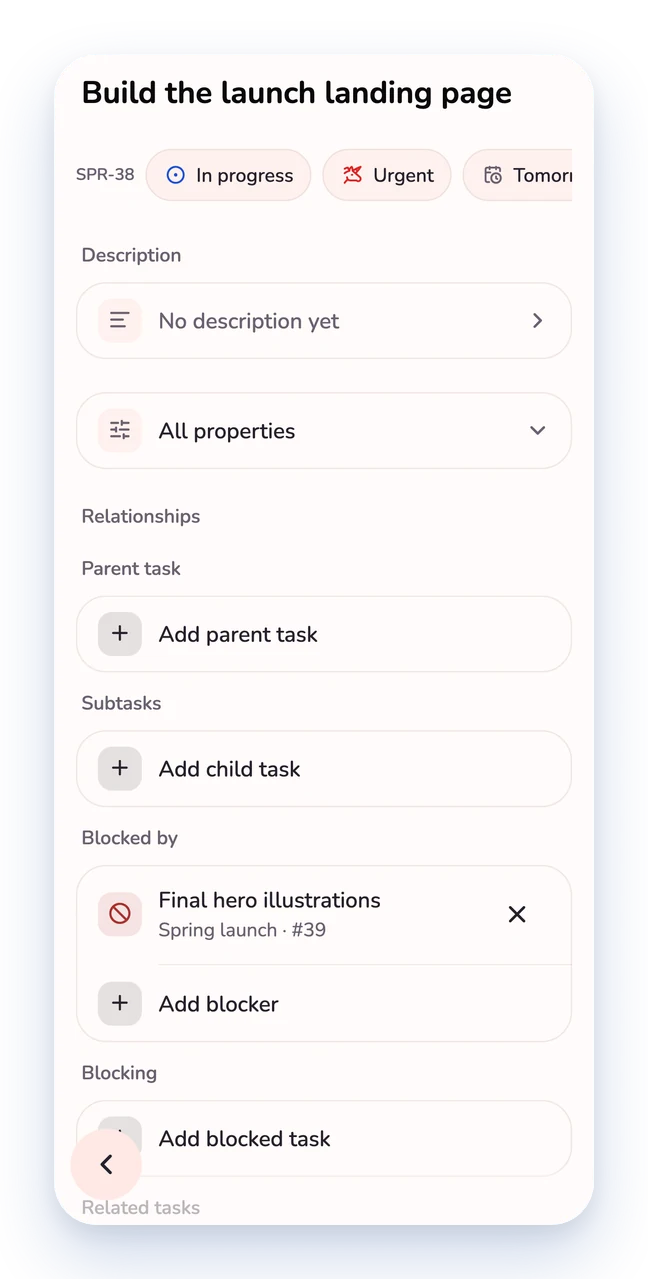 Build the launch landing page
SPR-38 In progress Urgent Tomorr
Description
No description yet
All properties
Relationships
Parent task
Add parent task
Subtasks
Add child task
Blocked by
Final hero illustrations
Spring launch · #39
Add blocker
Blocking
Add blocked task
Related tasks